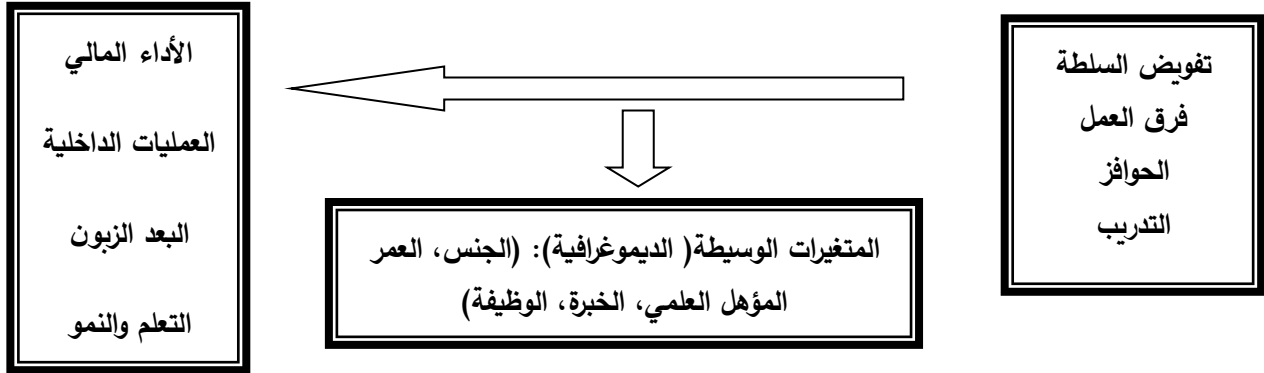 تفويض السلطة
فرق العمل
الحوافز
التدريب
الأداء المالي
العمليات الداخلية
البعد الزبون
التعلم والنمو
المتغيرات الوسيطة( الديموغرافية): (الجنس، العمر
المؤهل العلمي، الخبرة، الوظيفة)